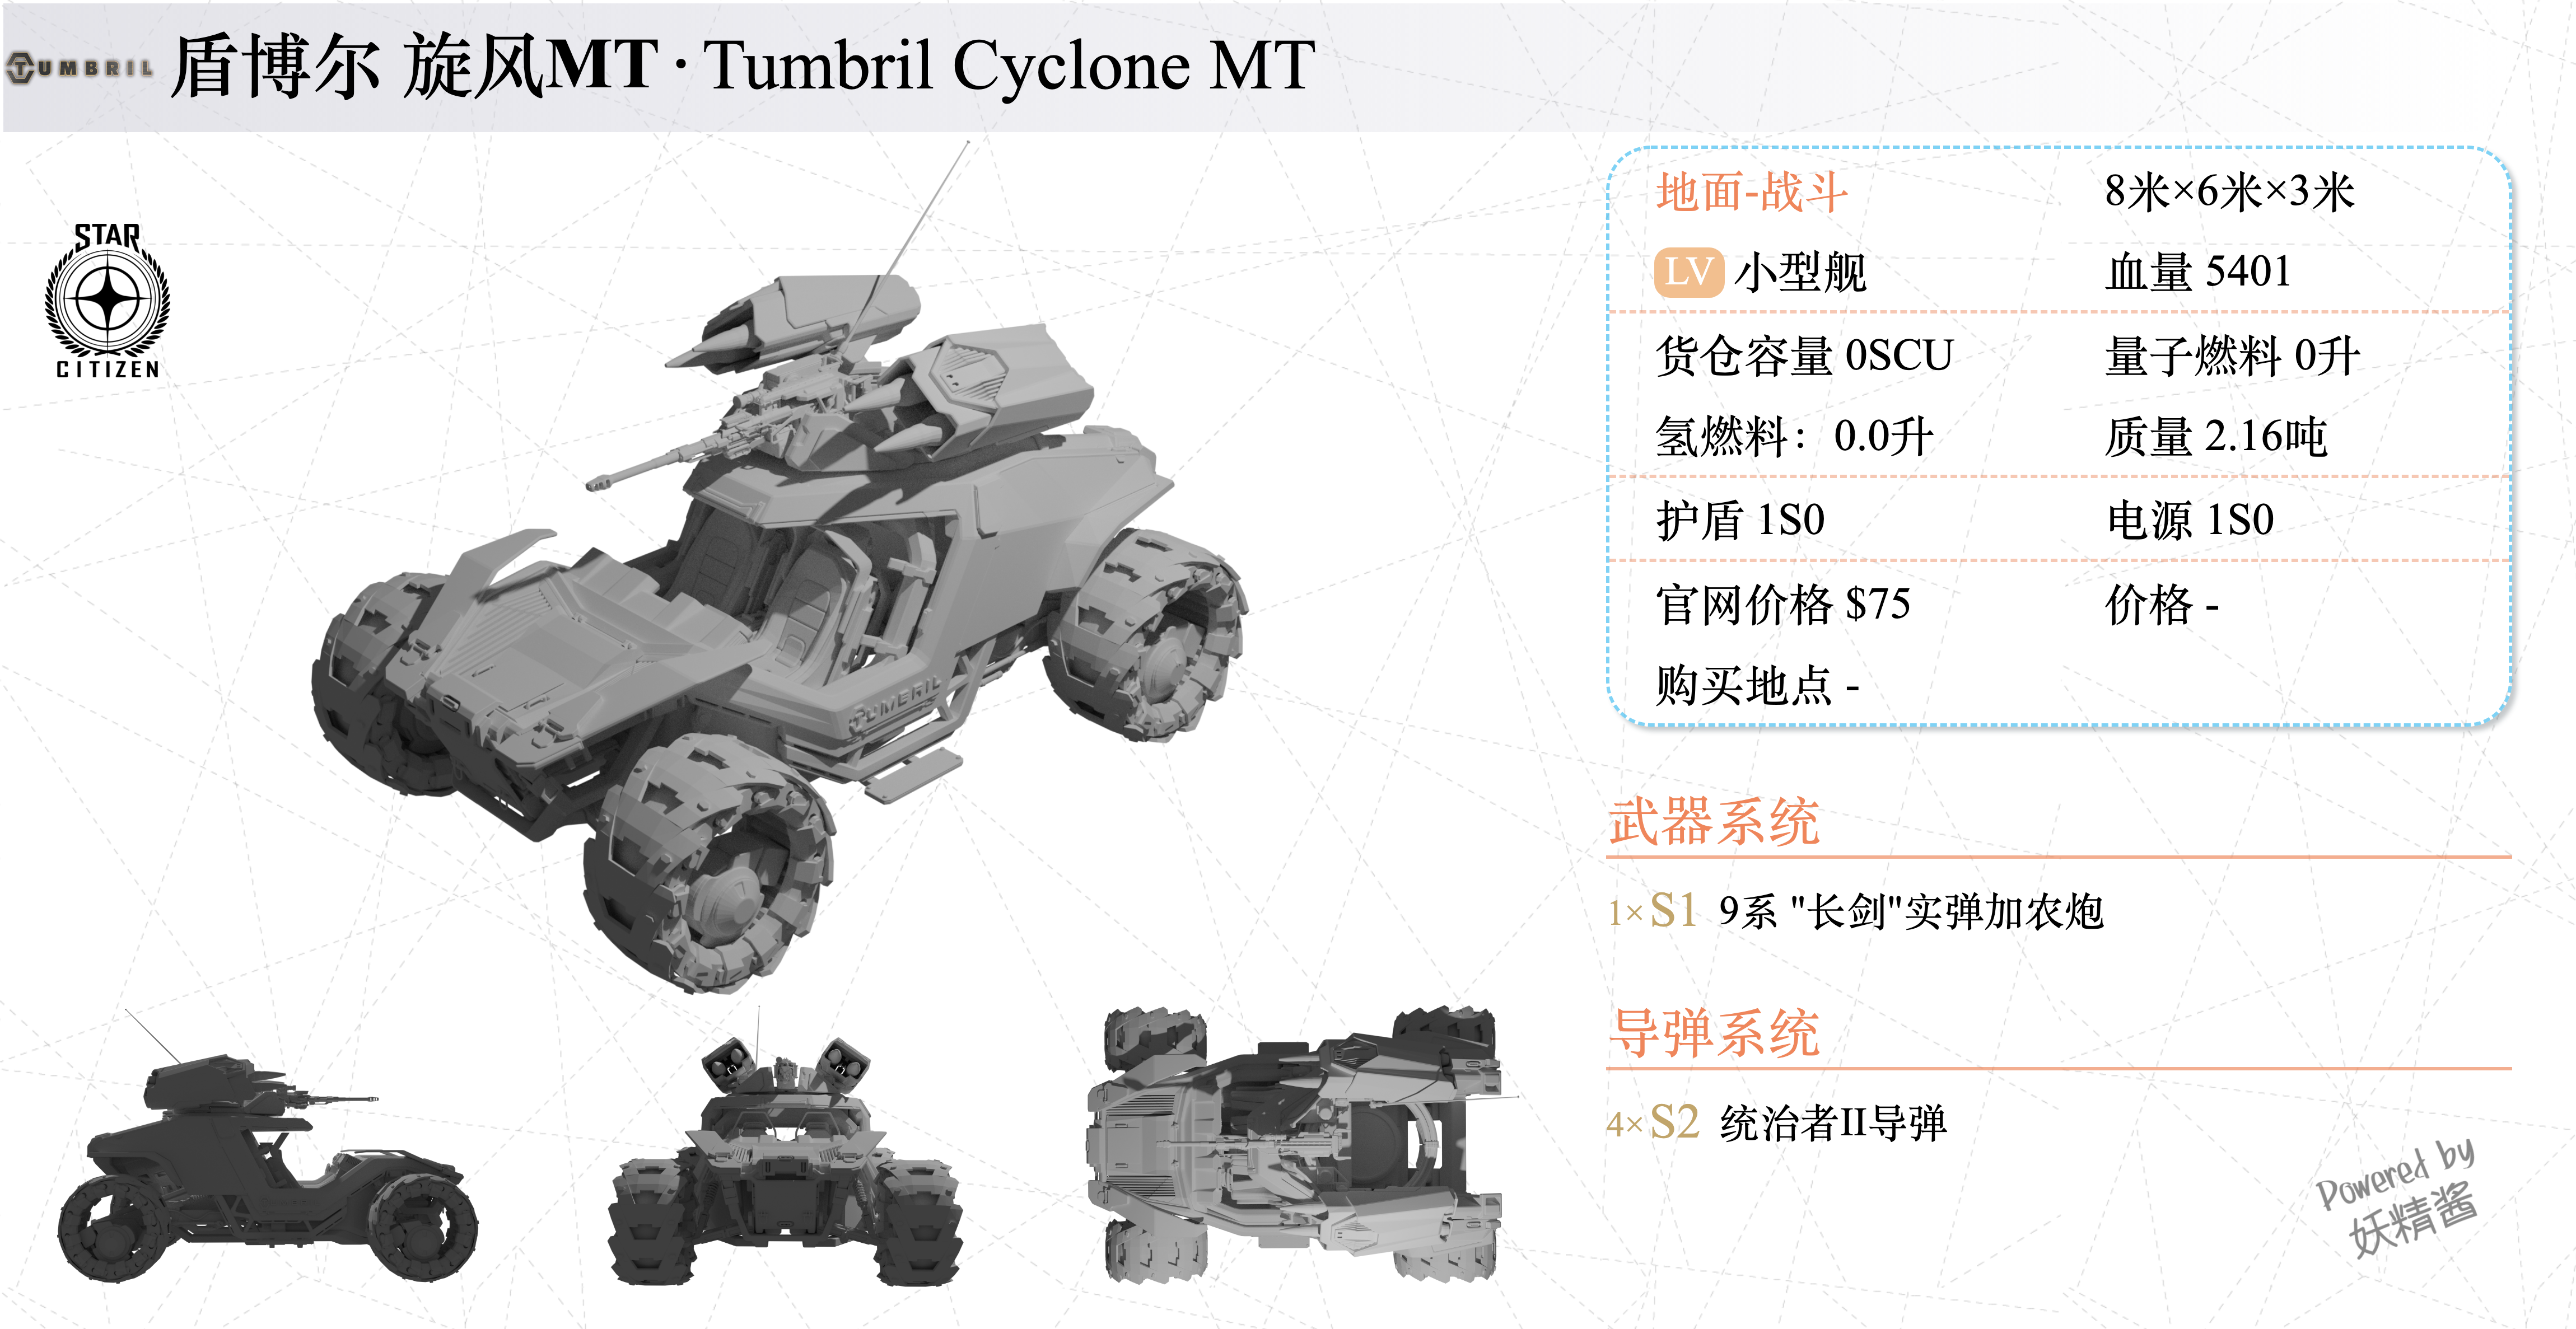 TUMBRIL 盾博尔 旋风MT · Tumbril Cyclone MT
STAR
CITIZEN
地面-战斗 8米×6米×3米
LV 小型舰 血量 5401
货仓容量 0SCU 量子燃料 0升
氢燃料：0.0升 质量 2.16吨
护盾 1S0 电源 1S0
官网价格 $75 价格 -
购买地点 -
TUMBRIL
武器系统
1× S1 9系 "长剑"实弹加农炮
导弹系统
4× S2 统治者II导弹
Powered by
妖精酱